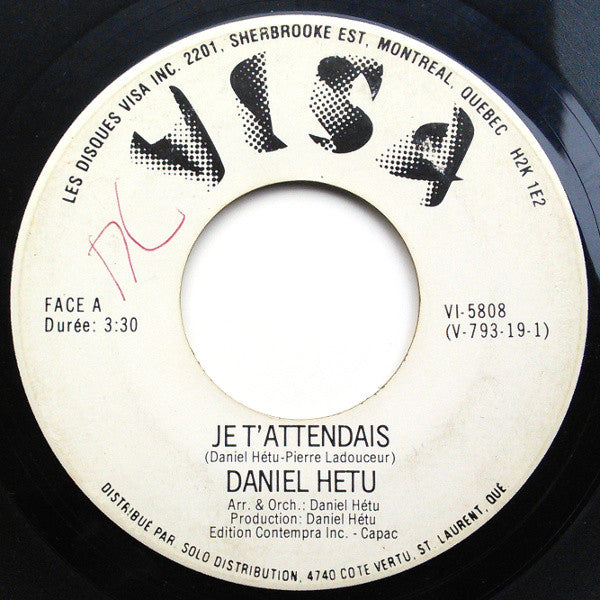 LES DISQUES VISA INC. 2201, SHERBROOKE EST, MONTREAL, QUEBEC H2K 1E2
VISA
FACE A
Durée: 3:30
VI-5808
(V-793-19-1)
JE T'ATTENDAIS
(Daniel Hétu-Pierre Ladouceur)
DANIEL HETU
Arr. & Orch.: Daniel Hétu
Production: Daniel Hétu
Edition Contempra Inc. - Capac
DISTRIBUÉ PAR SOLO DISTRIBUTION, 4740 COTE VERTU, ST. LAURENT, QUÉ.